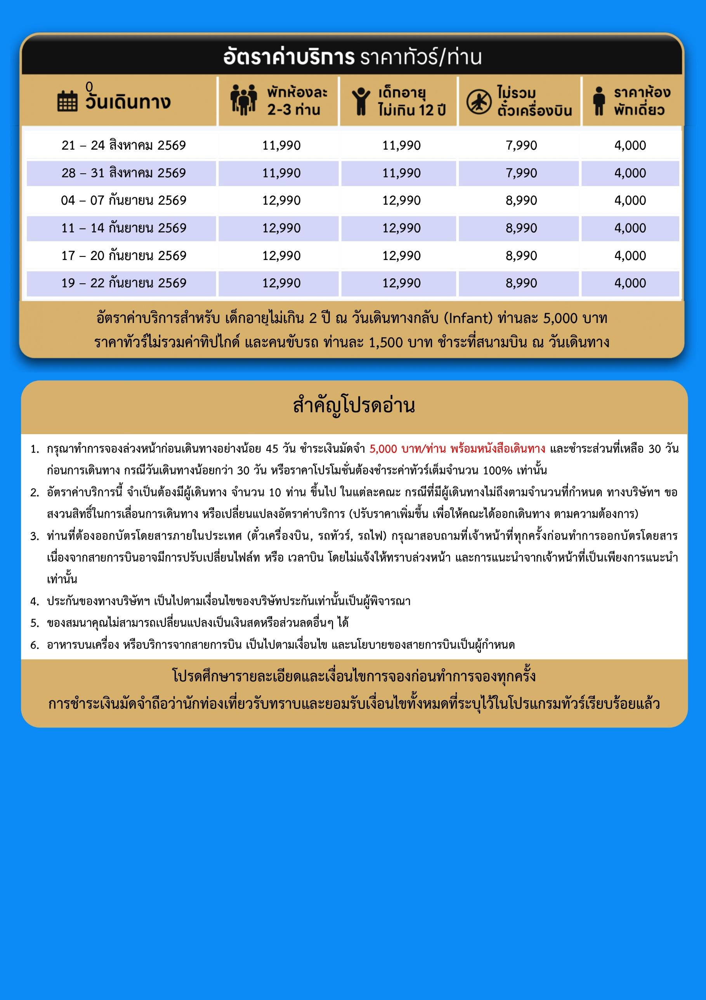 อัตราค่าบริการ ราคาทัวร์/ท่าน
0
วันเดินทาง
พักห้องละ
2-3 ท่าน
เด็กอายุ
ไม่เกิน 12 ปี
ไม่รวม
ตั๋วเครื่องบิน
ราคาห้อง
พักเดี่ยว
21 – 24 สิงหาคม 2569 11,990 11,990 7,990 4,000
28 – 31 สิงหาคม 2569 11,990 11,990 7,990 4,000
04 – 07 กันยายน 2569 12,990 12,990 8,990 4,000
11 – 14 กันยายน 2569 12,990 12,990 8,990 4,000
17 – 20 กันยายน 2569 12,990 12,990 8,990 4,000
19 – 22 กันยายน 2569 12,990 12,990 8,990 4,000
อัตราค่าบริการสำหรับ เด็กอายุไม่เกิน 2 ปี ณ วันเดินทางกลับ (Infant) ท่านละ 5,000 บาท
ราคาทัวร์ไม่รวมค่าทิปไกด์ และคนขับรถ ท่านละ 1,500 บาท ชำระที่สนามบิน ณ วันเดินทาง
สำคัญโปรดอ่าน
1. กรุณาทำการจองล่วงหน้าก่อนเดินทางอย่างน้อย 45 วัน ชำระเงินมัดจำ 5,000 บาท/ท่าน พร้อมหนังสือเดินทาง และชำระส่วนที่เหลือ 30 วัน
ก่อนการเดินทาง กรณีวันเดินทางน้อยกว่า 30 วัน หรือราคาโปรโมชั่นต้องชำระค่าทัวร์เต็มจำนวน 100% เท่านั้น
2. อัตราค่าบริการนี้ จำเป็นต้องมีผู้เดินทาง จำนวน 10 ท่าน ขึ้นไป ในแต่ละคณะ กรณีที่มีผู้เดินทางไม่ถึงตามจำนวนที่กำหนด ทางบริษัทฯ ขอ
สงวนสิทธิ์ในการเลื่อนการเดินทาง หรือเปลี่ยนแปลงอัตราค่าบริการ (ปรับราคาเพิ่มขึ้น เพื่อให้คณะได้ออกเดินทาง ตามความต้องการ)
3. ท่านที่ต้องออกบัตรโดยสารภายในประเทศ (ตั๋วเครื่องบิน, รถทัวร์, รถไฟ) กรุณาสอบถามที่เจ้าหน้าที่ทุกครั้งก่อนทำการออกบัตรโดยสาร
เนื่องจากสายการบินอาจมีการปรับเปลี่ยนไฟล์ท หรือ เวลาบิน โดยไม่แจ้งให้ทราบล่วงหน้า และการแนะนำจากเจ้าหน้าที่เป็นเพียงการแนะนำ
เท่านั้น
4. ประกันของทางบริษัทฯ เป็นไปตามเงื่อนไขของบริษัทประกันเท่านั้นเป็นผู้พิจารณา
5. ของสมนาคุณไม่สามารถเปลี่ยนแปลงเป็นเงินสดหรือส่วนลดอื่นๆ ได้
6. อาหารบนเครื่อง หรือบริการจากสายการบิน เป็นไปตามเงื่อนไข และนโยบายของสายการบินเป็นผู้กำหนด
โปรดศึกษารายละเอียดและเงื่อนไขการจองก่อนทำการจองทุกครั้ง
การชำระเงินมัดจำถือว่านักท่องเที่ยวรับทราบและยอมรับเงื่อนไขทั้งหมดที่ระบุไว้ในโปรแกรมทัวร์เรียบร้อยแล้ว